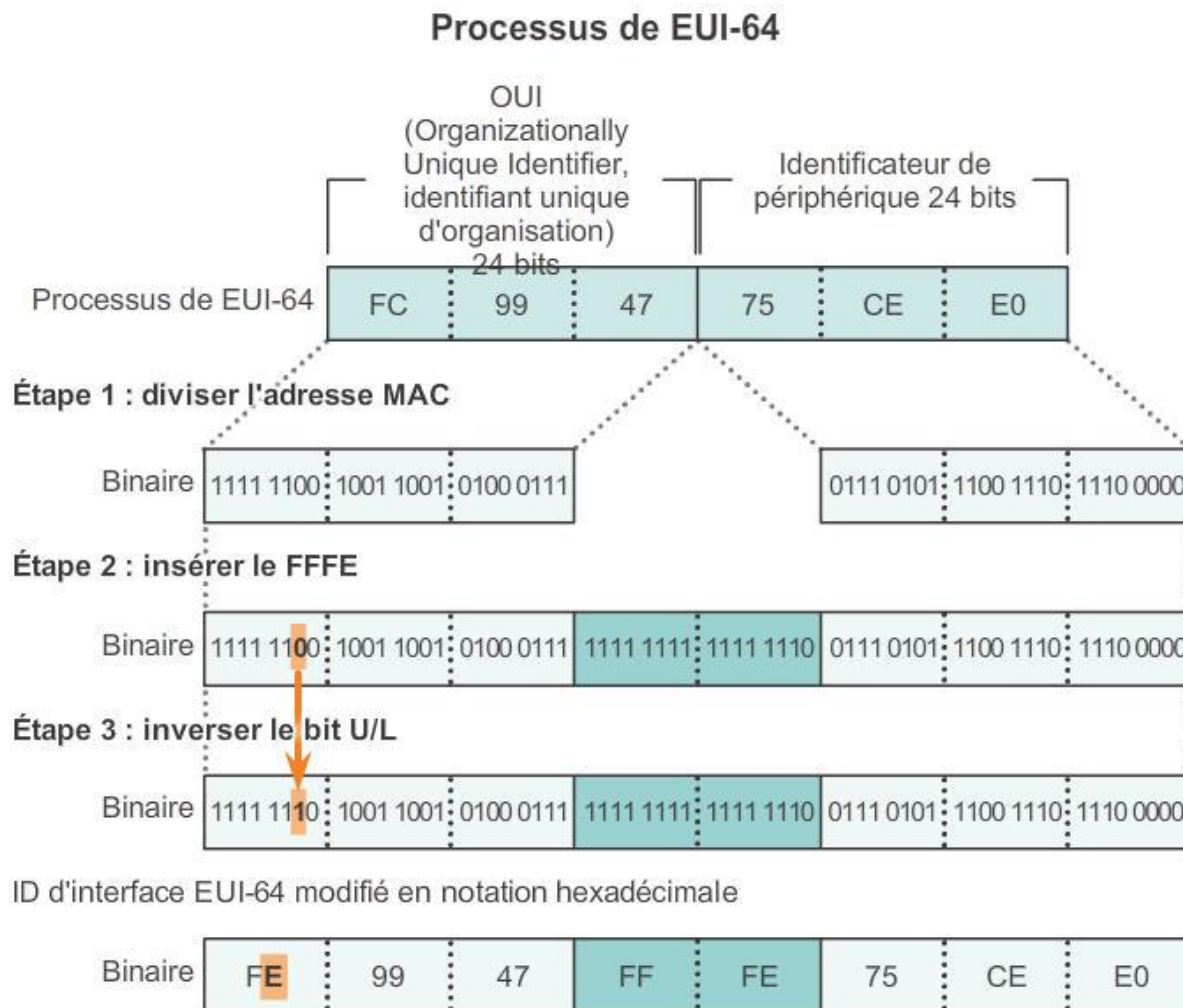 Processus de EUI-64
OUI
(Organizationally
Unique Identifier,
identifiant unique
d'organisation)
24 bits
Identificateur de
périphérique 24 bits
Processus de EUI-64 FC 99 47 75 CE E0
Étape 1 : diviser l'adresse MAC
Binaire 1111 1100 1001 1001 0100 0111 0111 0101 1100 1110 1110 0000
Étape 2 : insérer le FFFE
Binaire 1111 1100 1001 1001 0100 0111 1111 1111 1111 1110 0111 0101 1100 1110 1110 0000
Étape 3 : inverser le bit U/L
Binaire 1111 1110 1001 1001 0100 0111 1111 1111 1111 1110 0111 0101 1100 1110 1110 0000
ID d'interface EUI-64 modifié en notation hexadécimale
Binaire FE 99 47 FF FE 75 CE E0